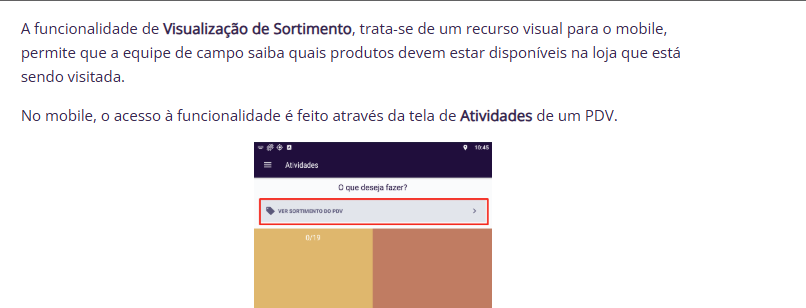 A funcionalidade de Visualização de Sortimento, trata-se de um recurso visual para o mobile,
permite que a equipe de campo saiba quais produtos devem estar disponíveis na loja que está
sendo visitada.
No mobile, o acesso à funcionalidade é feito através da tela de Atividades de um PDV.
10:45
Atividades
O que deseja fazer?
VER SORTIMENTO DO PDV
0/19